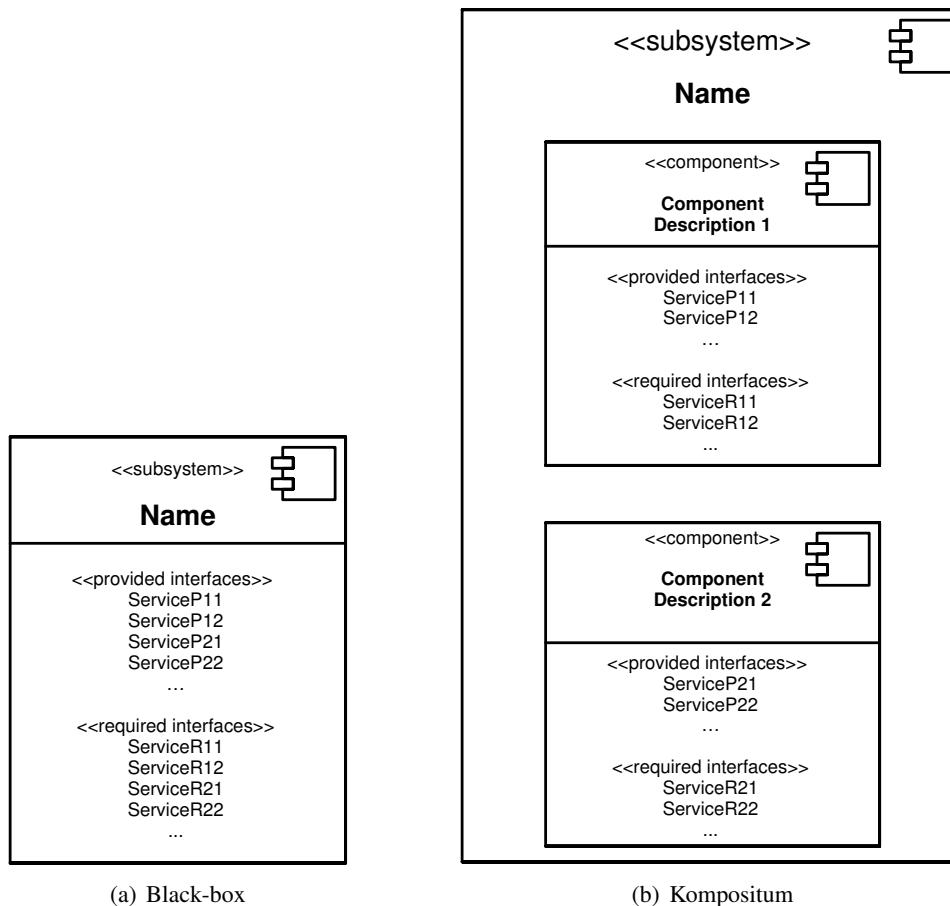 <<subsystem>>
Name
<<provided interfaces>>
ServiceP11
ServiceP12
ServiceP21
ServiceP22
…
<<required interfaces>>
ServiceR11
ServiceR12
ServiceR21
ServiceR22
...
(a) Black-box
<<subsystem>>
Name
<<component>>
Component
Description 1
<<provided interfaces>>
ServiceP11
ServiceP12
…
<<required interfaces>>
ServiceR11
ServiceR12
...
<<component>>
Component
Description 2
<<provided interfaces>>
ServiceP21
ServiceP22
…
<<required interfaces>>
ServiceR21
ServiceR22
...
(b) Kompositum